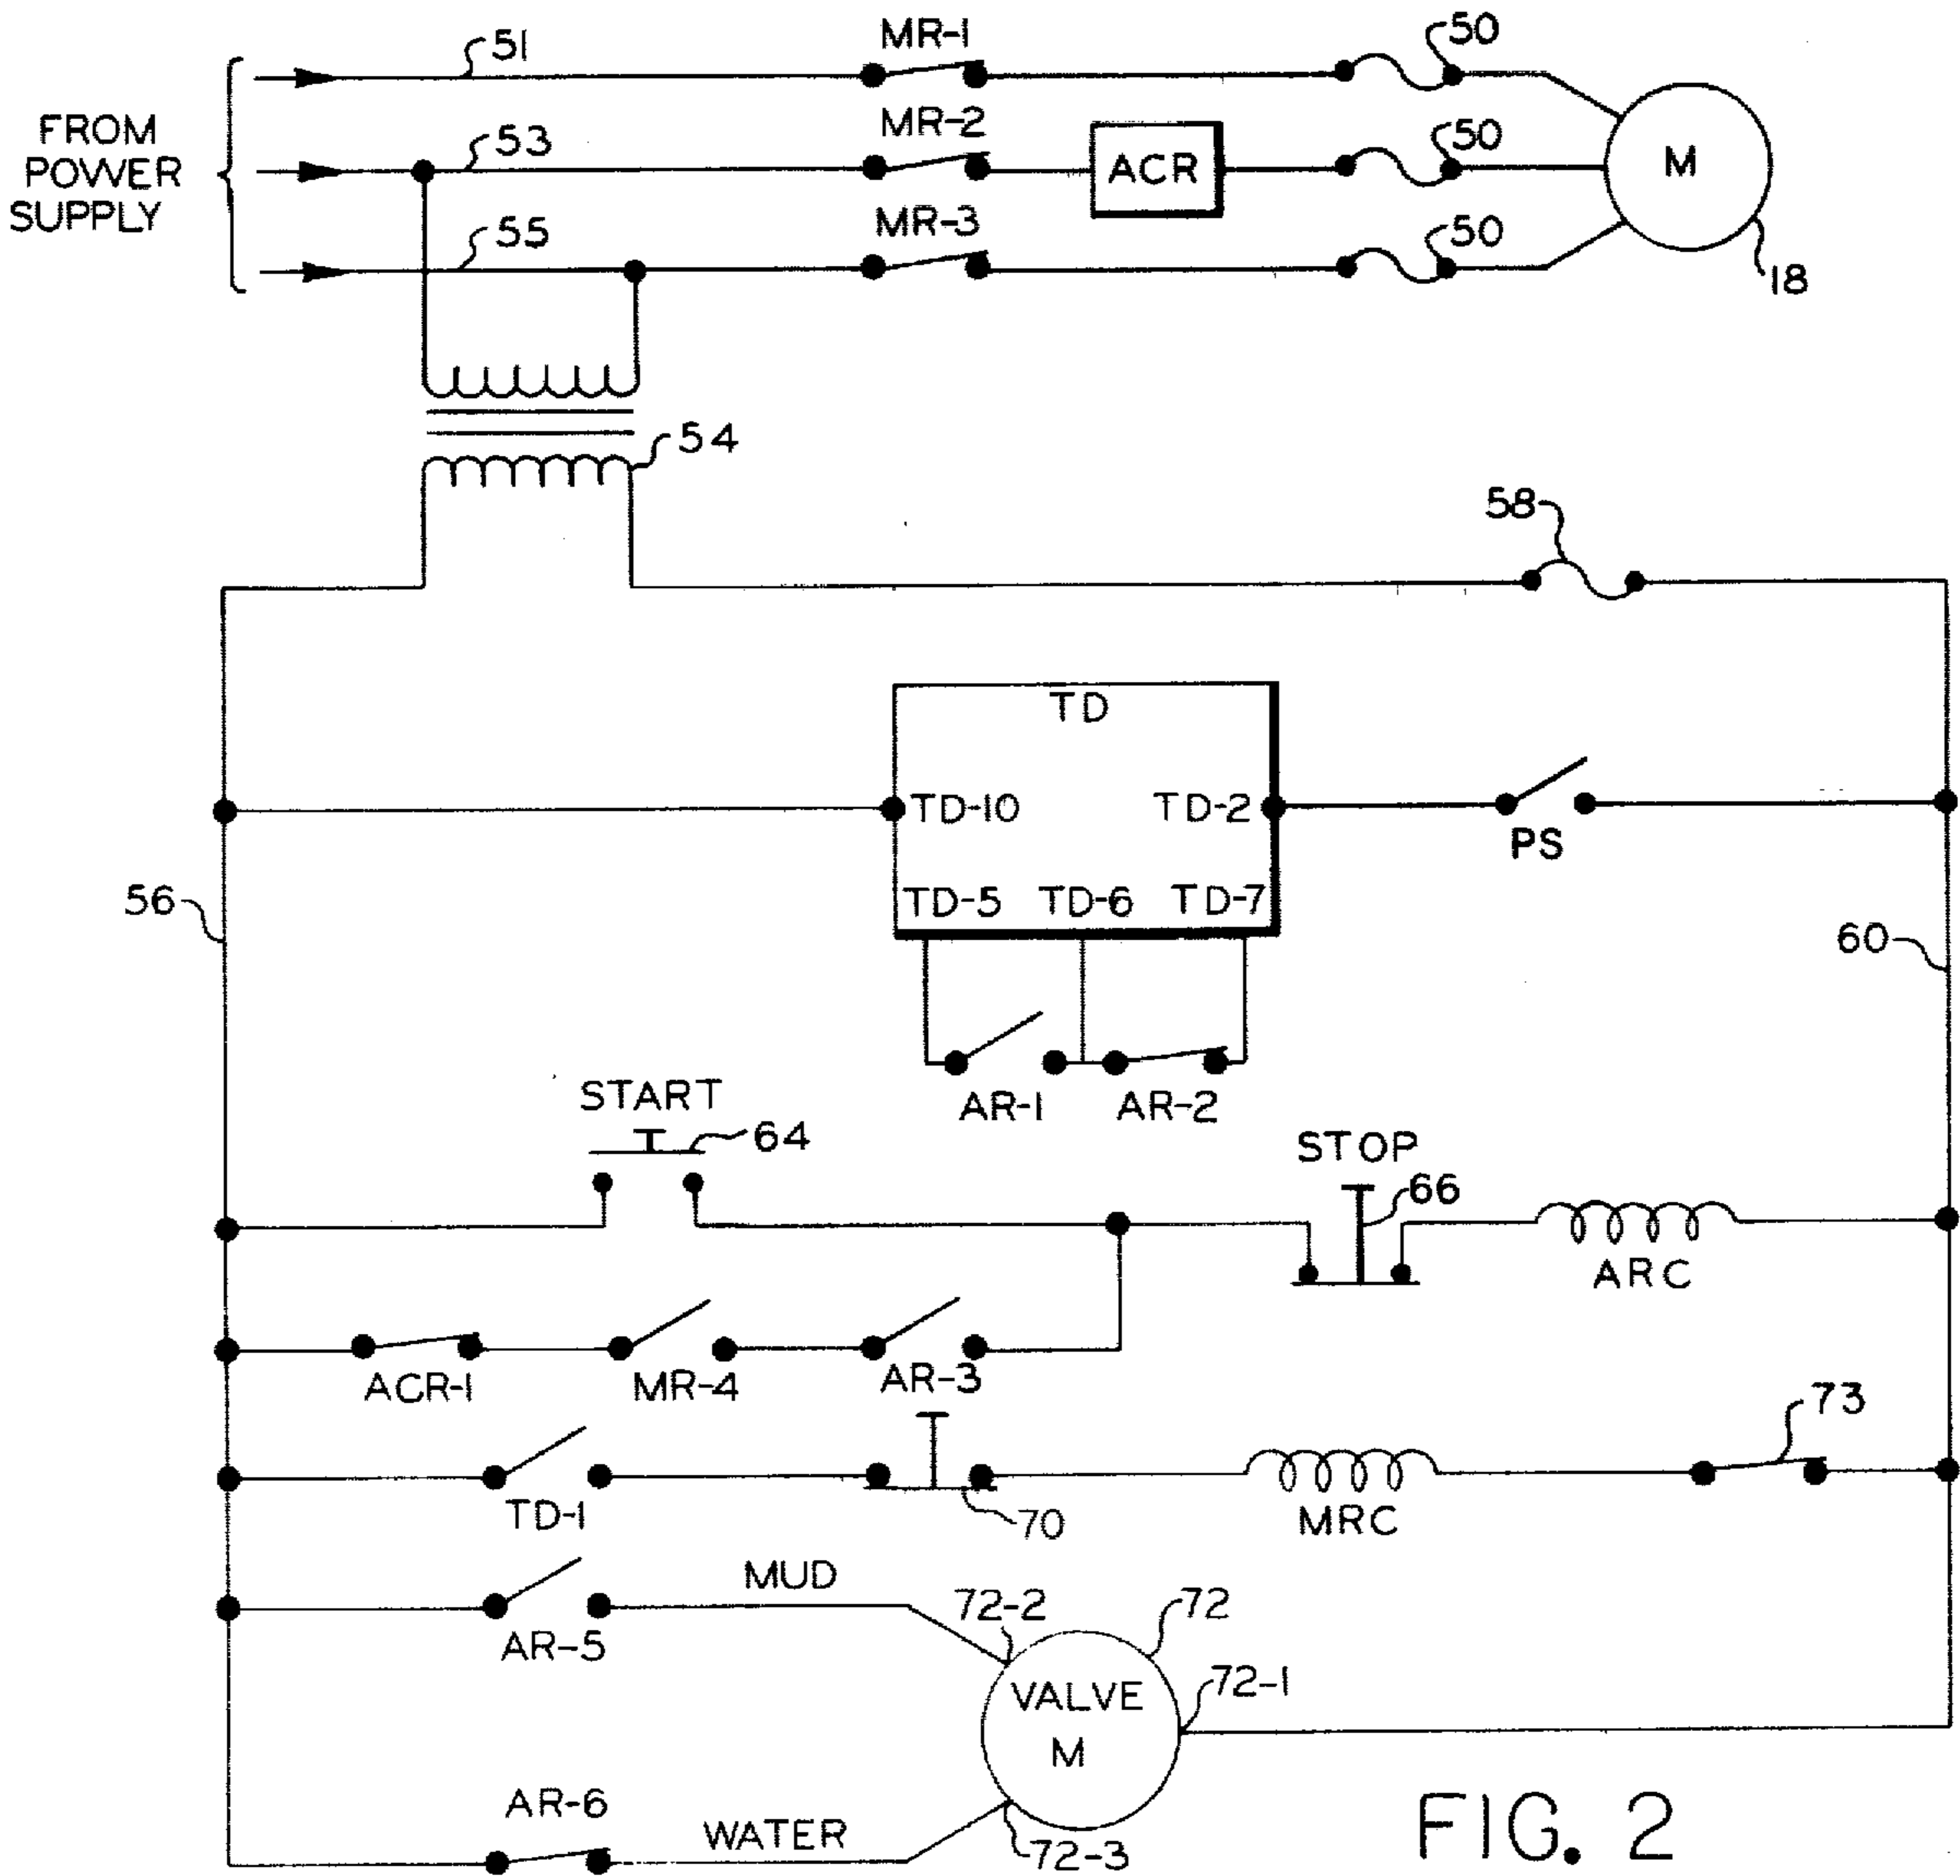 MR-1
51
50
FROM
POWER
SUPPLY
53
MR-2
ACR
50
M
55
MR-3
50
18
54
58
TD
TD-10
TD-2
PS
TD-5
TD-6
TD-7
56
60
AR-1
AR-2
START
64
STOP
66
ARC
ACR-1
MR-4
AR-3
73
TD-1
70
MRC
MUD
72-2
72
AR-5
VALVE
M
72-1
AR-6
WATER
72-3
FIG. 2